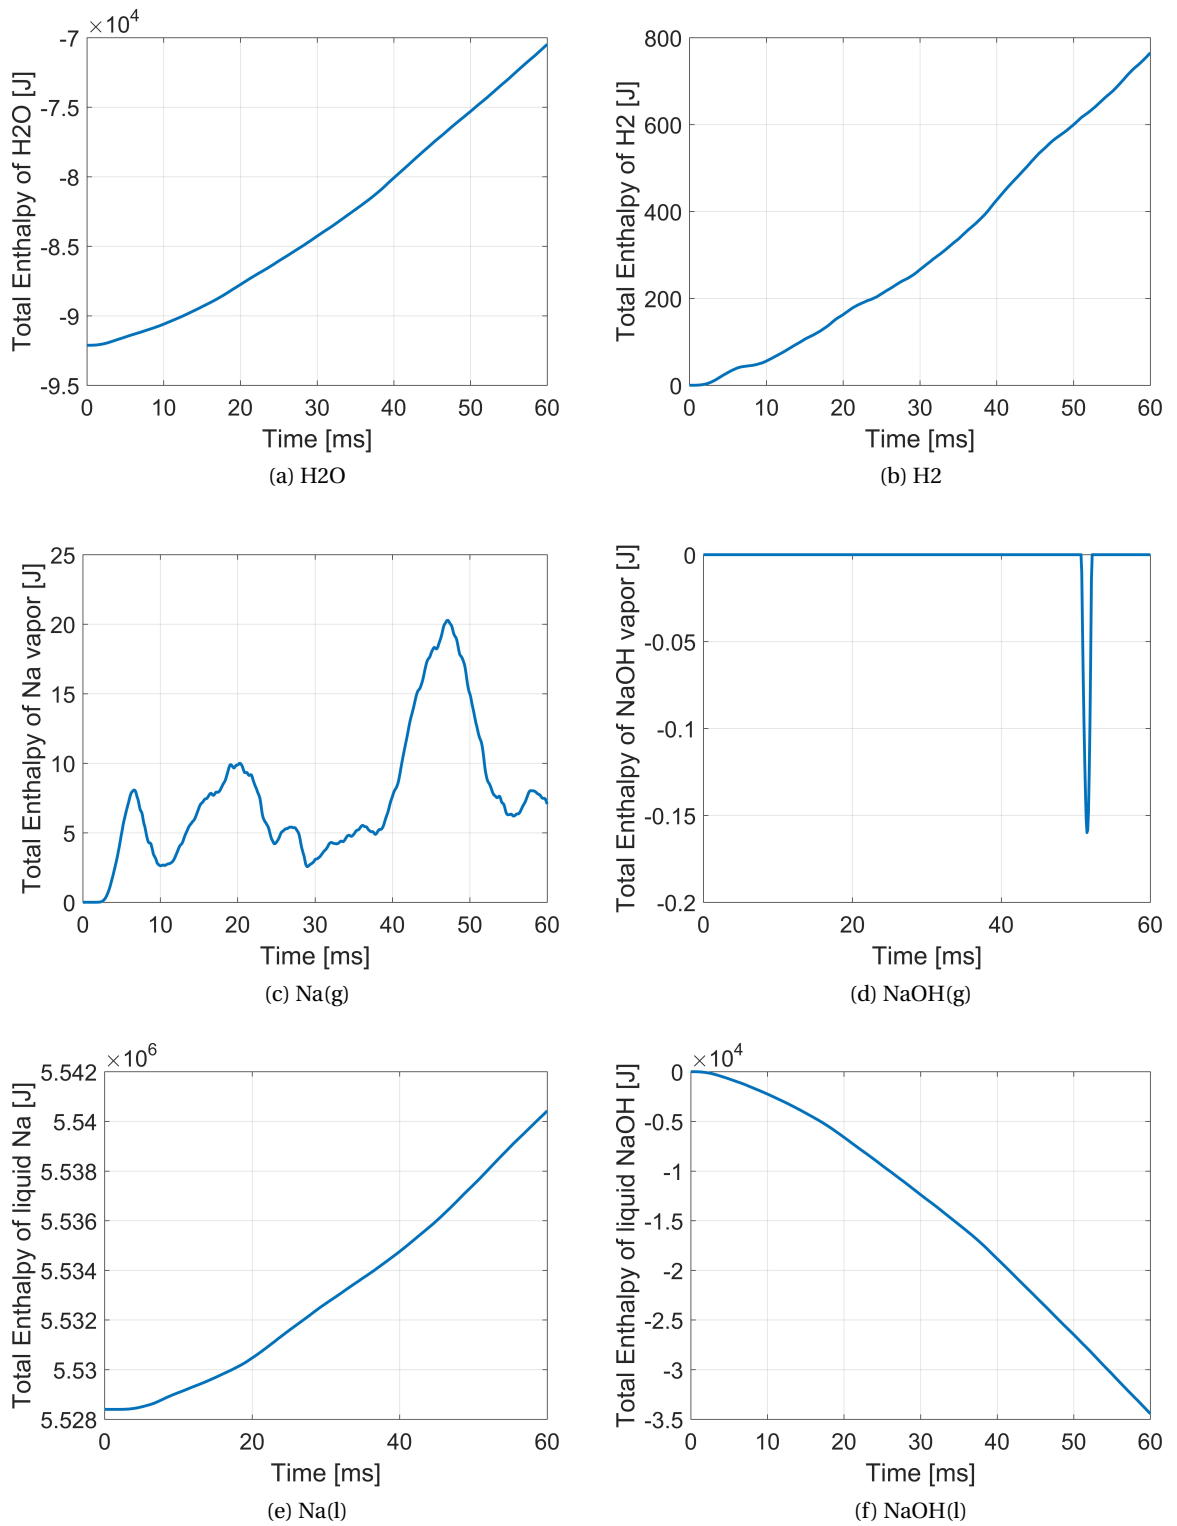 ×10⁴
Total Enthalpy of H2O [J]
-7
-7.5
-8
-8.5
-9
-9.5
0 10 20 30 40 50 60
Time [ms]
(a) H2O
Total Enthalpy of H2 [J]
800
600
400
200
0
0 10 20 30 40 50 60
Time [ms]
(b) H2
Total Enthalpy of Na vapor [J]
25
20
15
10
5
0
0 10 20 30 40 50 60
Time [ms]
(c) Na(g)
Total Enthalpy of NaOH vapor [J]
0
-0.05
-0.1
-0.15
-0.2
0 20 40 60
Time [ms]
(d) NaOH(g)
×10⁶
Total Enthalpy of liquid Na [J]
5.542
5.54
5.538
5.536
5.534
5.532
5.53
5.528
0 20 40 60
Time [ms]
(e) Na(l)
×10⁴
Total Enthalpy of liquid NaOH [J]
0
-0.5
-1
-1.5
-2
-2.5
-3
-3.5
0 10 20 30 40 50 60
Time [ms]
(f) NaOH(l)